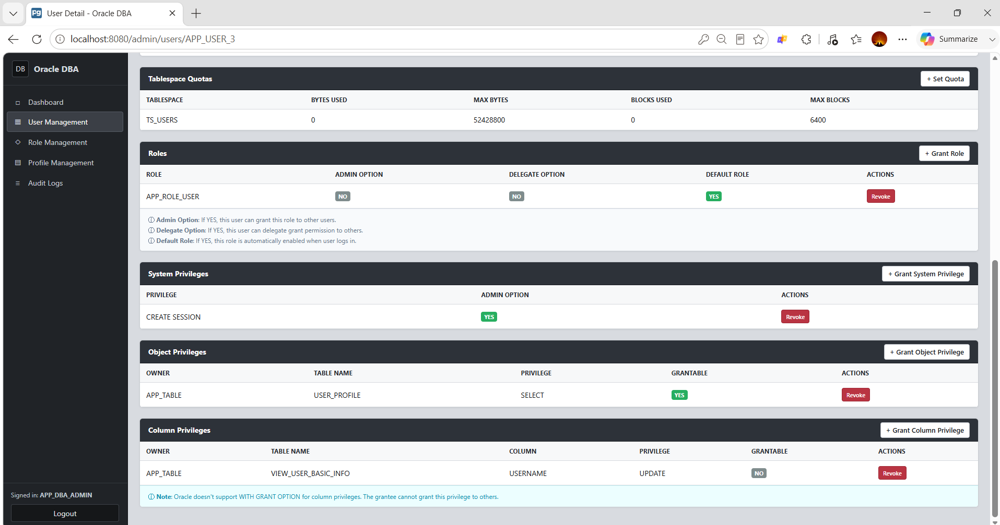 User Detail - Oracle DBA
localhost:8080/admin/users/APP_USER_3
Summarize
DB Oracle DBA
Dashboard
User Management
Role Management
Profile Management
Audit Logs
Signed in: APP_DBA_ADMIN
Logout
Tablespace Quotas + Set Quota
TABLESPACE BYTES USED MAX BYTES BLOCKS USED MAX BLOCKS
TS_USERS 0 52428800 0 6400
Roles + Grant Role
ROLE ADMIN OPTION DELEGATE OPTION DEFAULT ROLE ACTIONS
APP_ROLE_USER NO NO YES Revoke
Admin Option: If YES, this user can grant this role to other users.
Delegate Option: If YES, this user can delegate grant permission to others.
Default Role: If YES, this role is automatically enabled when user logs in.
System Privileges + Grant System Privilege
PRIVILEGE ADMIN OPTION ACTIONS
CREATE SESSION YES Revoke
Object Privileges + Grant Object Privilege
OWNER TABLE NAME PRIVILEGE GRANTABLE ACTIONS
APP_TABLE USER_PROFILE SELECT YES Revoke
Column Privileges + Grant Column Privilege
OWNER TABLE NAME COLUMN PRIVILEGE GRANTABLE ACTIONS
APP_TABLE VIEW_USER_BASIC_INFO USERNAME UPDATE NO Revoke
Note: Oracle doesn't support WITH GRANT OPTION for column privileges. The grantee cannot grant this privilege to others.